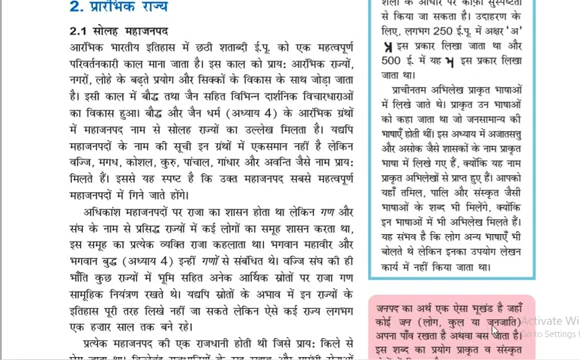 2. प्रारंभिक राज्य
2.1 सोलह महाजनपद
आरंभिक भारतीय इतिहास में छठी शताब्दी ई.पू. को एक महत्वपूर्ण
परिवर्तनकारी काल माना जाता है। इस काल को प्राय: आरंभिक राज्यों,
नगरों, लोहे के बढ़ते प्रयोग और सिक्कों के विकास के साथ जोड़ा जाता
है। इसी काल में बौद्ध तथा जैन सहित विभिन्न दार्शनिक विचारधाराओं
का विकास हुआ। बौद्ध और जैन धर्म (अध्याय 4) के आरंभिक ग्रंथों
में महाजनपद नाम से सोलह राज्यों का उल्लेख मिलता है। यद्यपि
महाजनपदों के नाम की सूची इन ग्रंथों में एकसमान नहीं है लेकिन
वज्जि, मगध, कोशल, कुरु, पांचाल, गांधार और अवन्ति जैसे नाम प्राय:
मिलते हैं। इससे यह स्पष्ट है कि उक्त महाजनपद सबसे महत्वपूर्ण
महाजनपदों में गिने जाते होंगे।
अधिकांश महाजनपदों पर राजा का शासन होता था लेकिन गण और
संघ के नाम से प्रसिद्ध राज्यों में कई लोगों का समूह शासन करता था,
इस समूह का प्रत्येक व्यक्ति राजा कहलाता था। भगवान महावीर और
भगवान बुद्ध (अध्याय 4) इन्हीं गणों से संबंधित थे। वज्जि संघ की ही
भाँति कुछ राज्यों में भूमि सहित अनेक आर्थिक स्रोतों पर राजा गण
सामूहिक नियंत्रण रखते थे। यद्यपि स्रोतों के अभाव में इन राज्यों के
इतिहास पूरी तरह लिखे नहीं जा सकते लेकिन ऐसे कई राज्य लगभग
एक हज़ार साल तक बने रहे।
प्रत्येक महाजनपद की एक राजधानी होती थी जिसे प्राय: किले से
शैली के आधार पर काफ़ी सुस्पष्टता
से किया जा सकता है। उदाहरण के
लिए, लगभग 250 ई.पू. में अक्षर 'अ'
इस प्रकार लिखा जाता था और
500 ई. में यह इस प्रकार लिखा
जाता था।
प्राचीनतम अभिलेख प्राकृत भाषाओं
में लिखे जाते थे। प्राकृत उन भाषाओं
को कहा जाता था जो जनसामान्य की
भाषाएँ होती थीं। इस अध्याय में अजातसत्तु
और असोक जैसे शासकों के नाम प्राकृत
भाषा में लिखे गए हैं, क्योंकि यह नाम
प्राकृत अभिलेखों से प्राप्त हुए हैं। आपको
यहाँ तमिल, पालि और संस्कृत जैसी
भाषाओं के शब्द भी मिलेंगे, क्योंकि
इन भाषाओं में भी अभिलेख मिलते हैं।
यह संभव है कि लोग अन्य भाषाएँ भी
बोलते थे लेकिन इनका उपयोग लेखन
कार्य में नहीं किया जाता था।
जनपद का अर्थ एक ऐसा भूखंड है जहाँ
कोई जन (लोग, कुल या जनजाति)
अपना पाँव रखता है अथवा बस जाता है।
इस शब्द का प्रयोग प्राकृत व संस्कृत
Activate
Go to Settings